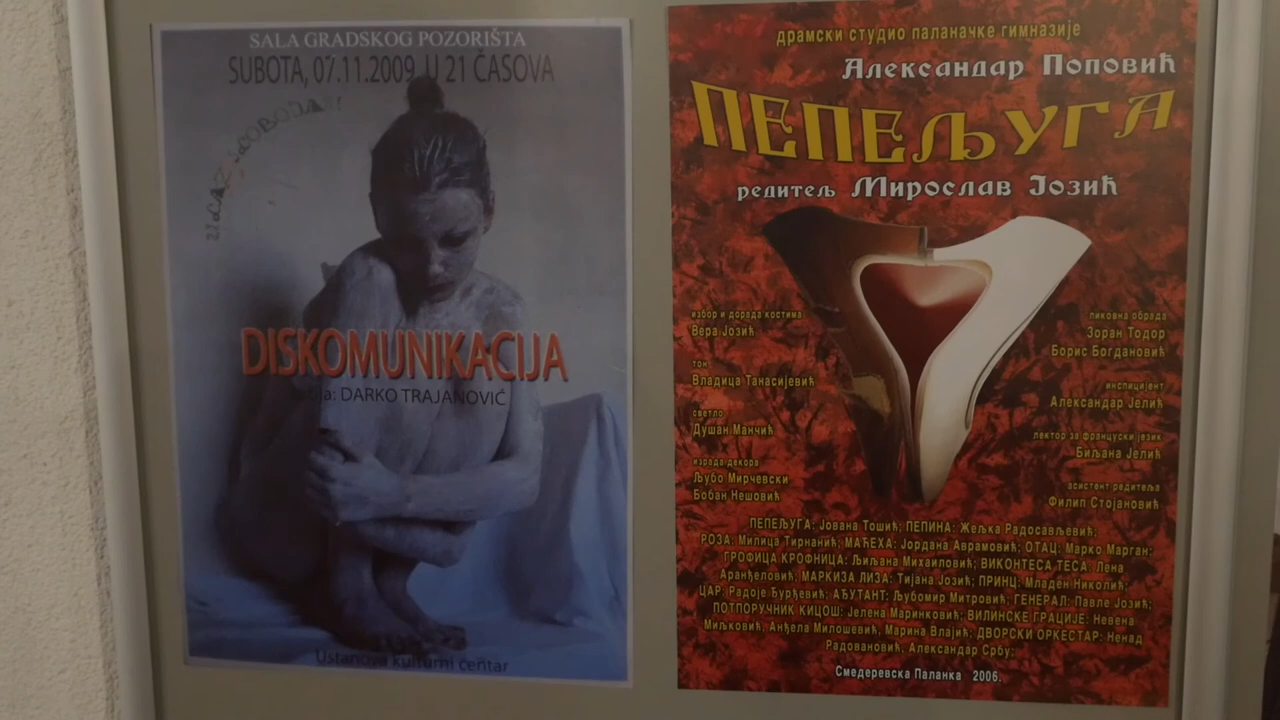 SALA GRADSKOG POZORIŠTA
SUBOTA, 07.11.2009. U 21 ČASOVA
DISKOMUNIKACIJA
DARKO TRAJANOVIĆ
Ustanova kulturni centar
драмски студио паланачке гимназије
Александар Поповић
ПЕПЕЉУГА
редитељ Мирослав Јозић
избор и дорада костима
Вера Јозић
тон
Владица Танасијевић
светло
Душан Манчић
израда декора
Љубо Мирчевски
Бобан Нешовић
ликовна обрада
Зоран Тодор
Борис Богдановић
инспицијент
Александар Јелић
лектор за француски језик
Биљана Јелић
асистент редитеља
Филип Стојановић
ПЕПЕЉУГА: Јована Тошић; ПЕПИНА: Жељка Радосављевић;
РОЗА: Милица Тирнанић; МАЋЕХА: Јордана Аврамовић; ОТАЦ: Марко Марган;
ГРОФИЦА КРОФНИЦА: Љиљана Михаиловић; ВИКОНТЕСА ТЕСА: Лена
Аранђеловић, МАРКИЗА ЛИЗА: Тијана Јозић; ПРИНЦ: Младен Николић;
ЦАР: Радоје Ђурђевић; АЂУТАНТ: Љубомир Митровић; ГЕНЕРАЛ: Павле Јозић;
ПОТПОРУЧНИК КИЦОШ: Јелена Маринковић; ВИЛИНСКЕ ГРАЦИЈЕ: Невена
Миљковић, Анђела Милошевић, Марина Влајић; ДВОРСКИ ОРКЕСТАР: Ненад
Радовановић, Александар Србу;
Смедеревска Паланка 2006.